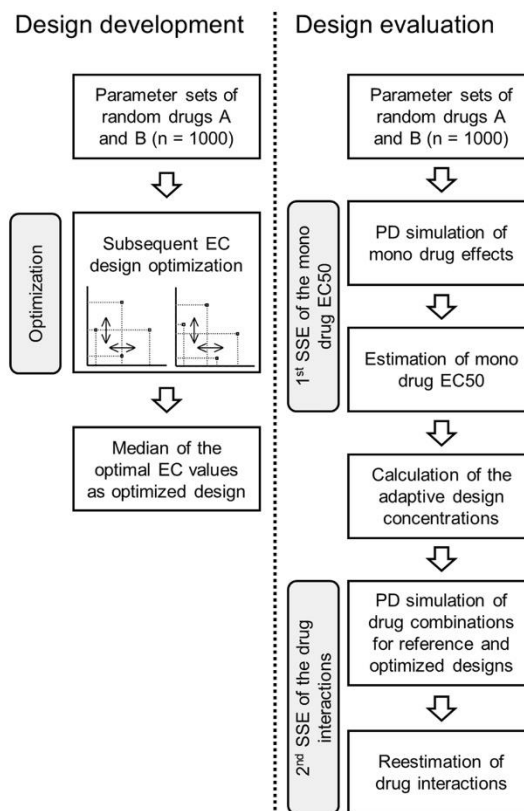 Design development
Parameter sets of
random drugs A
and B (n = 1000)
Optimization
Subsequent EC
design optimization
Median of the
optimal EC values
as optimized design
Design evaluation
Parameter sets of
random drugs A
and B (n = 1000)
1st SSE of the mono
drug EC50
PD simulation of
mono drug effects
Estimation of mono
drug EC50
Calculation of the
adaptive design
concentrations
2nd SSE of the drug
interactions
PD simulation of
drug combinations
for reference and
optimized designs
Reestimation of
drug interactions